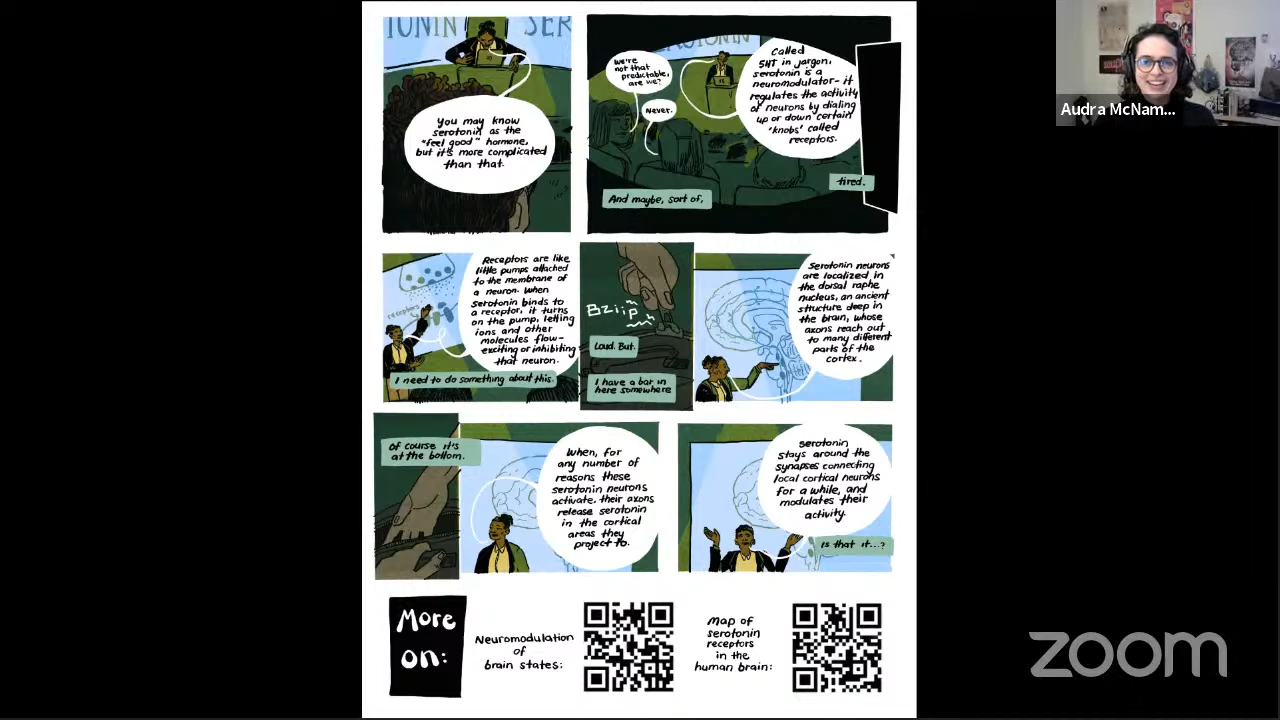 TONIN SER
You may know
serotonin as the
"feel good" hormone,
but it's more complicated
than that.
SEROTONIN
We're
not that
predictable,
are we?
Never.
Called
5HT in jargon,
serotonin is a
neuromodulator- it
regulates the activity
of neurons by dialing
up or down certain
'knobs' called
receptors.
And maybe, sort of,
tired.
receptors
Receptors are like
little pumps attached
to the membrane of
a neuron. When
serotonin binds to
a receptor, it turns
on the pump, letting
ions and other
molecules flow-
exciting or inhibiting
that neuron.
I need to do something about this.
Bziip
Loud. But.
I have a bar in
here somewhere
Serotonin neurons
are localized in
the dorsal raphe
nucleus, an ancient
structure deep in
the brain, whose
axons reach out
to many different
parts of the
cortex.
Of course it's
at the bottom.
When, for
any number of
reasons these
serotonin neurons
activate, their axons
release serotonin
in the cortical
areas they
project to.
Serotonin
stays around the
synapses connecting
local cortical neurons
for a while, and
modulates their
activity.
Is that it...?
More
on:
Neuromodulation
of
brain states:
Map of
serotonin
receptors
in the
human brain:
Audra McNam...
zoom